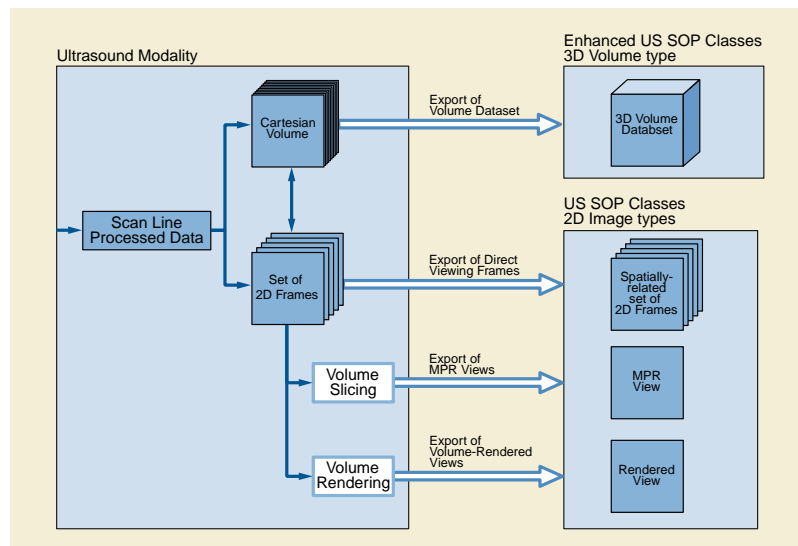 Ultrasound Modality
Enhanced US SOP Classes
3D Volume type
Cartesian
Volume
Export of
Volume Dataset
3D Volume
Databset
Scan Line
Processed Data
US SOP Classes
2D Image types
Set of
2D Frames
Export of Direct
Viewing Frames
Spatially-
related
set of
2D Frames
Volume
Slicing
Export of
MPR Views
MPR
View
Volume
Rendering
Export of
Volume-Rendered
Views
Rendered
View